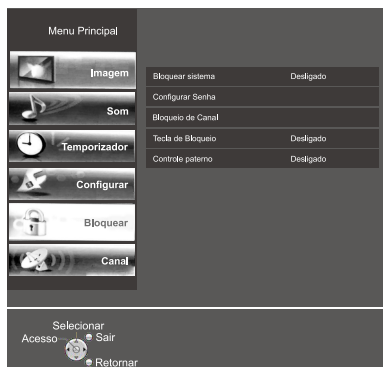 Menu Principal
Imagem
Som
Temporizador
Configurar
Bloquear
Canal
Bloquear sistema Desligado
Configurar Senha
Bloqueio de Canal
Tecla de Bloqueio Desligado
Controle paterno Desligado
Selecionar
Acesso Sair
Retornar